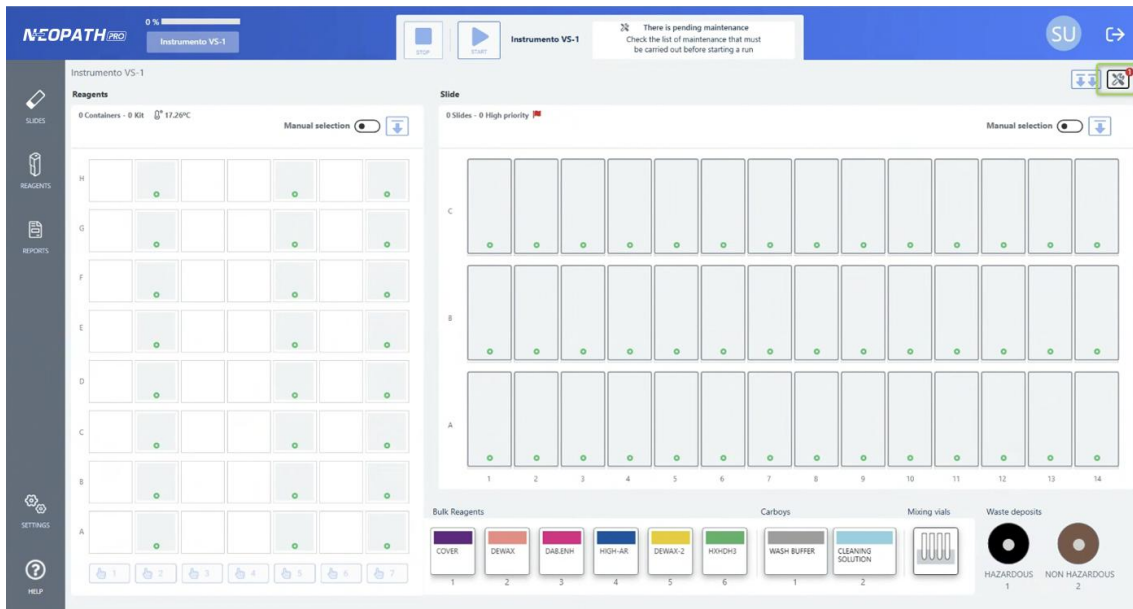 NEOPATH PRO
0 %
Instrumento VS-1
STOP
START
Instrumento VS-1
There is pending maintenance
Check the list of maintenance that must
be carried out before starting a run
SU
Instrumento VS-1
1
SLIDES
REAGENTS
REPORTS
SETTINGS
HELP
Reagents
0 Containers - 0 Kit 17.26ºC
Manual selection
H
G
F
E
D
C
B
A
1 2 3 4 5 6 7
Slide
0 Slides - 0 High priority
Manual selection
C
B
A
1 2 3 4 5 6 7 8 9 10 11 12 13 14
Bulk Reagents
COVER
DEWAX
DAB.ENH
HIGH-AR
DEWAX-2
HXHDH3
1 2 3 4 5 6
Carboys
WASH BUFFER
CLEANING
SOLUTION
1 2
Mixing vials
Waste deposits
HAZARDOUS
1
NON HAZARDOUS
2